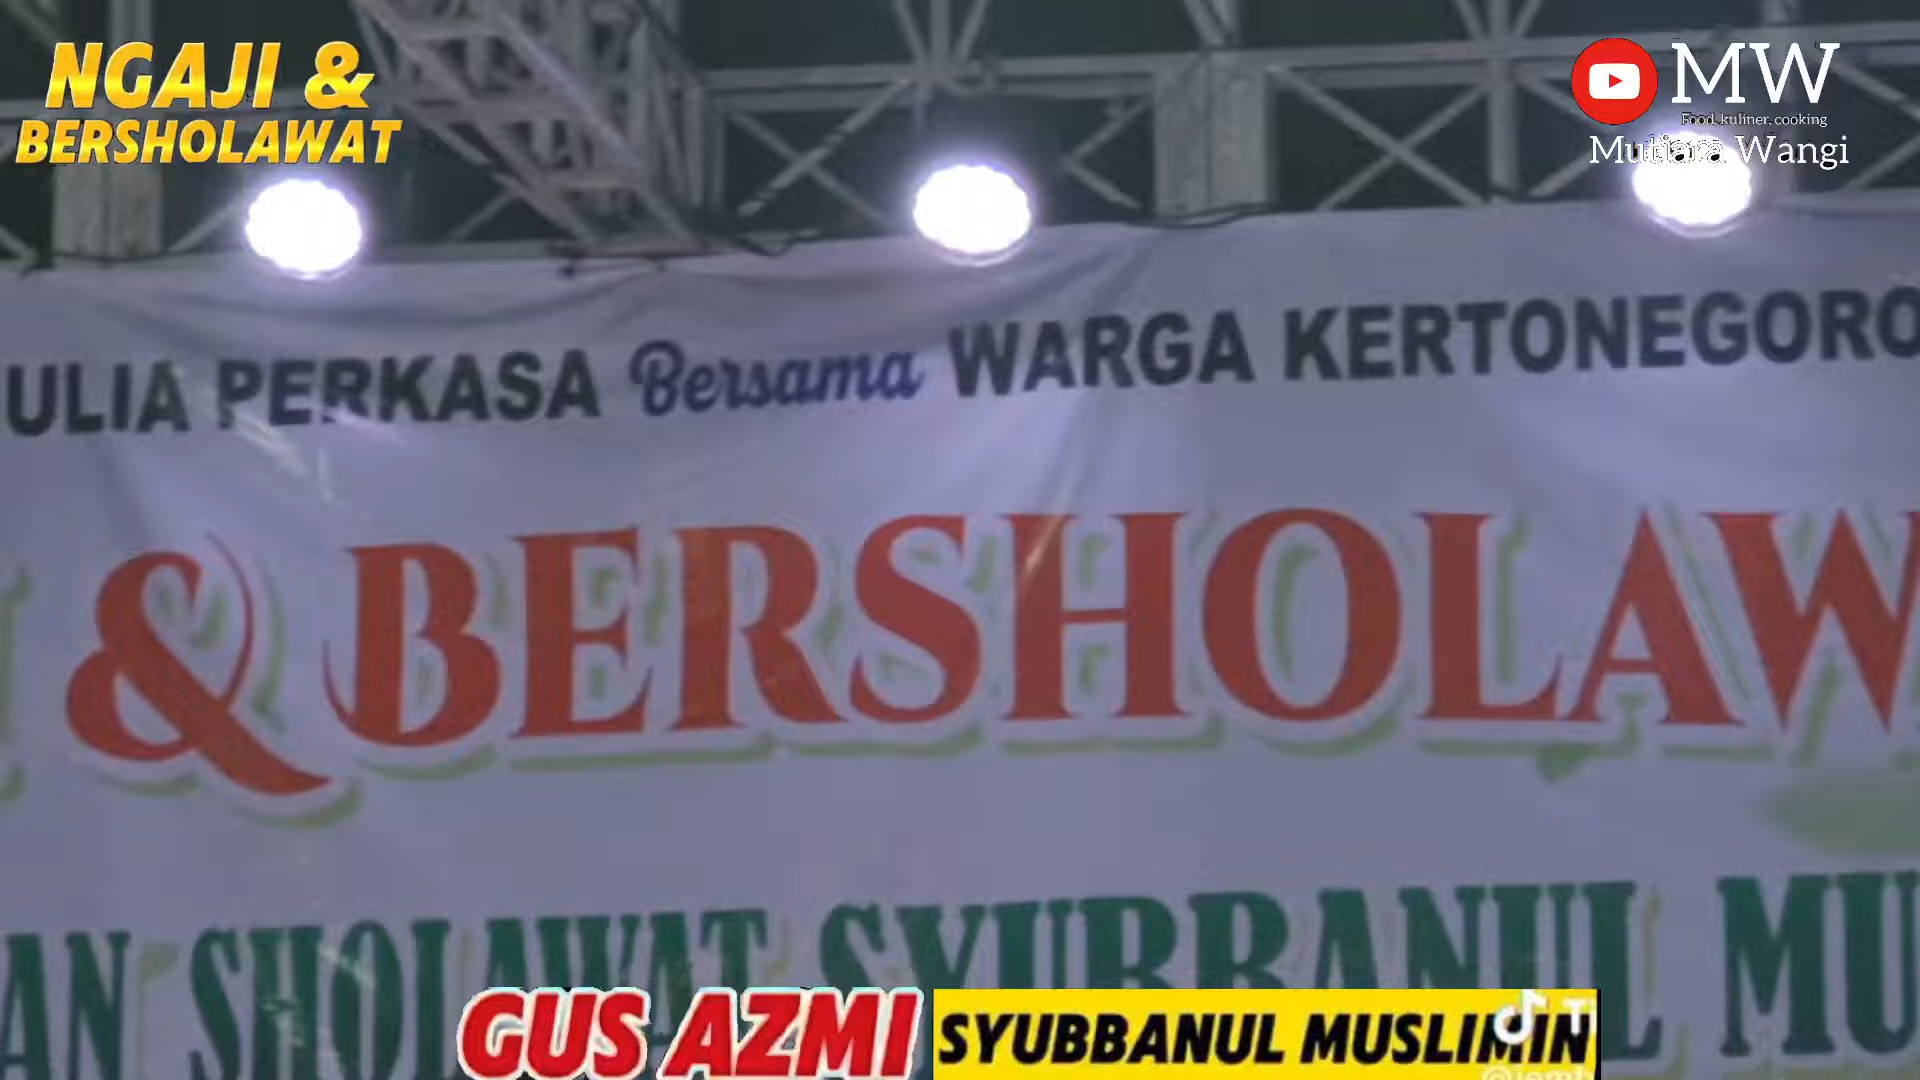 NGAJI &
BERSHOLAWAT
MW
Food, kuliner, cooking
Mutiara Wangi
ULIA PERKASA Bersama WARGA KERTONEGORO
& BERSHOLAW
AN SHOLAWAT SYUBBANUL MU
GUS AZMI SYUBBANUL MUSLIMIN